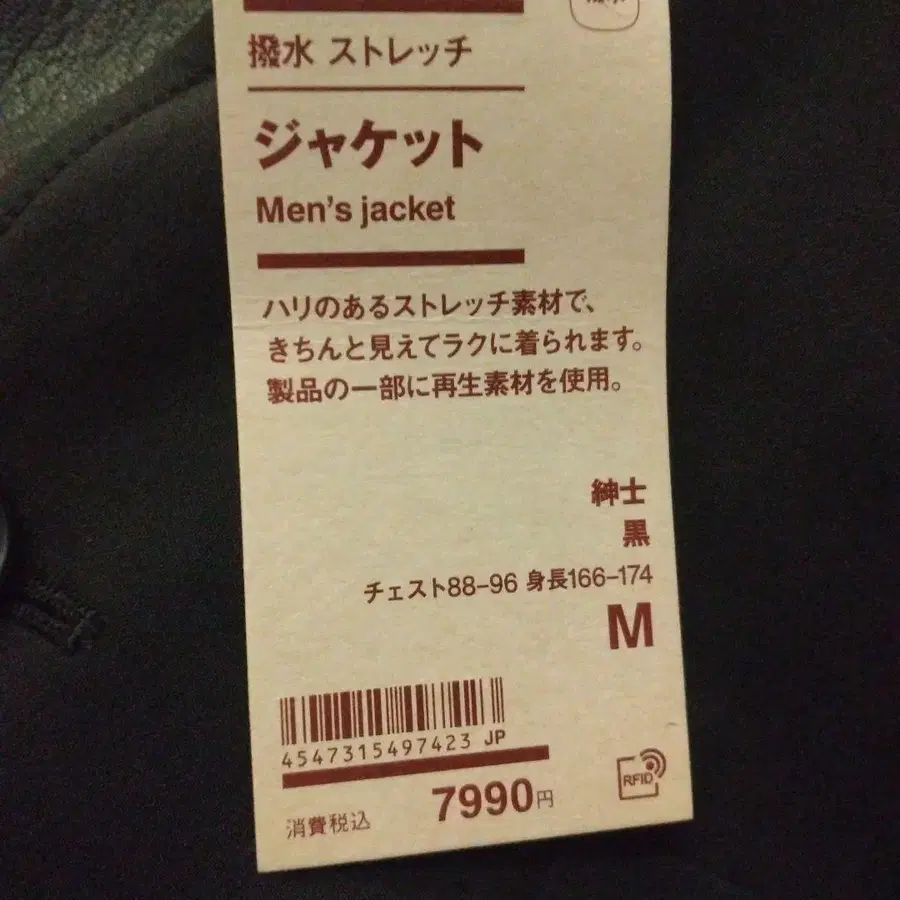 撥水 ストレッチ
ジャケット
Men's jacket
ハリのあるストレッチ素材で、
きちんと見えてラクに着られます。
製品の一部に再生素材を使用。
紳士
黒
チェスト88-96 身長166-174
M
4547315497423 JP
消費税込 7990円
RFID